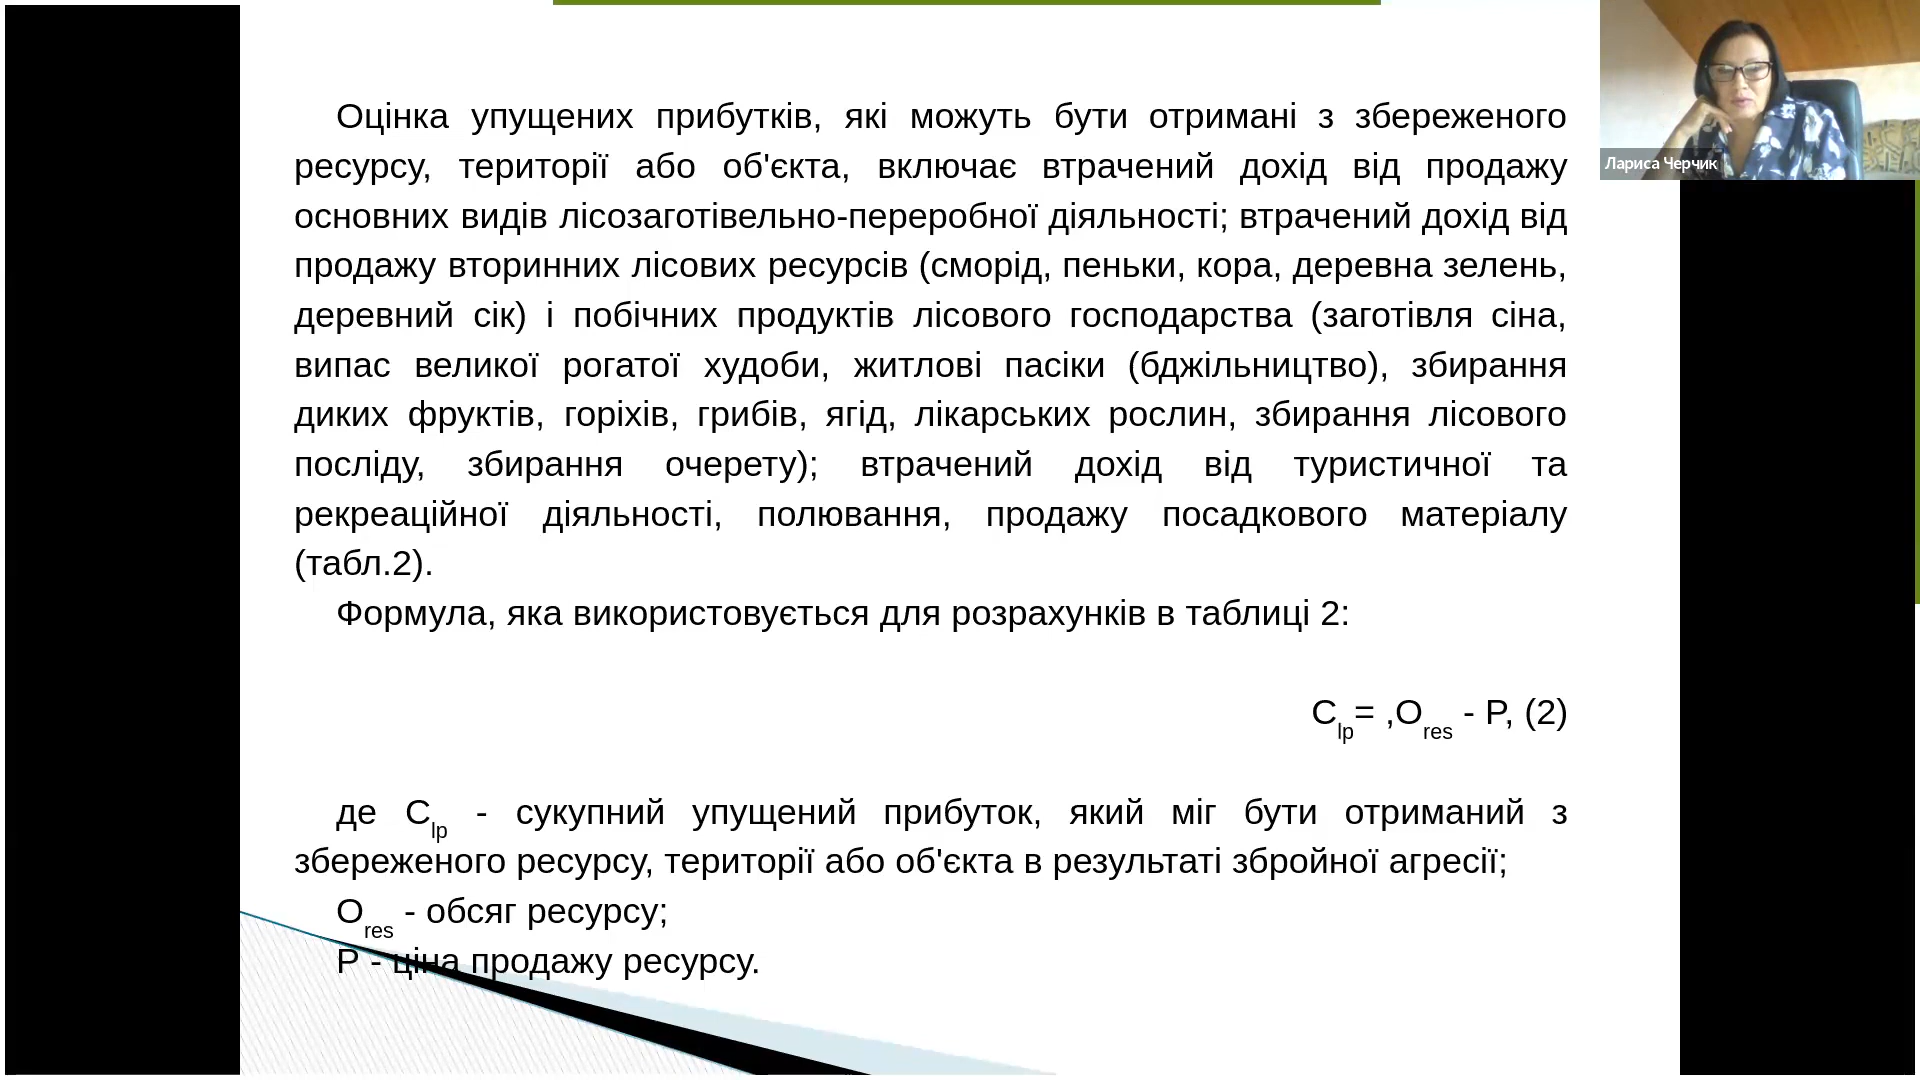 Оцінка упущених прибутків, які можуть бути отримані з збереженого
ресурсу, території або об'єкта, включає втрачений дохід від продажу
основних видів лісозаготівельно-переробної діяльності; втрачений дохід від
продажу вторинних лісових ресурсів (сморід, пеньки, кора, деревна зелень,
деревний сік) і побічних продуктів лісового господарства (заготівля сіна,
випас великої рогатої худоби, житлові пасіки (бджільництво), збирання
диких фруктів, горіхів, грибів, ягід, лікарських рослин, збирання лісового
посліду, збирання очерету); втрачений дохід від туристичної та
рекреаційної діяльності, полювання, продажу посадкового матеріалу
(табл.2).
Формула, яка використовується для розрахунків в таблиці 2:
C lp= ,O res - P, (2)
де C lp - сукупний упущений прибуток, який міг бути отриманий з
збереженого ресурсу, території або об'єкта в результаті збройної агресії;
O res - обсяг ресурсу;
P - ціна продажу ресурсу.
Лариса Черчик